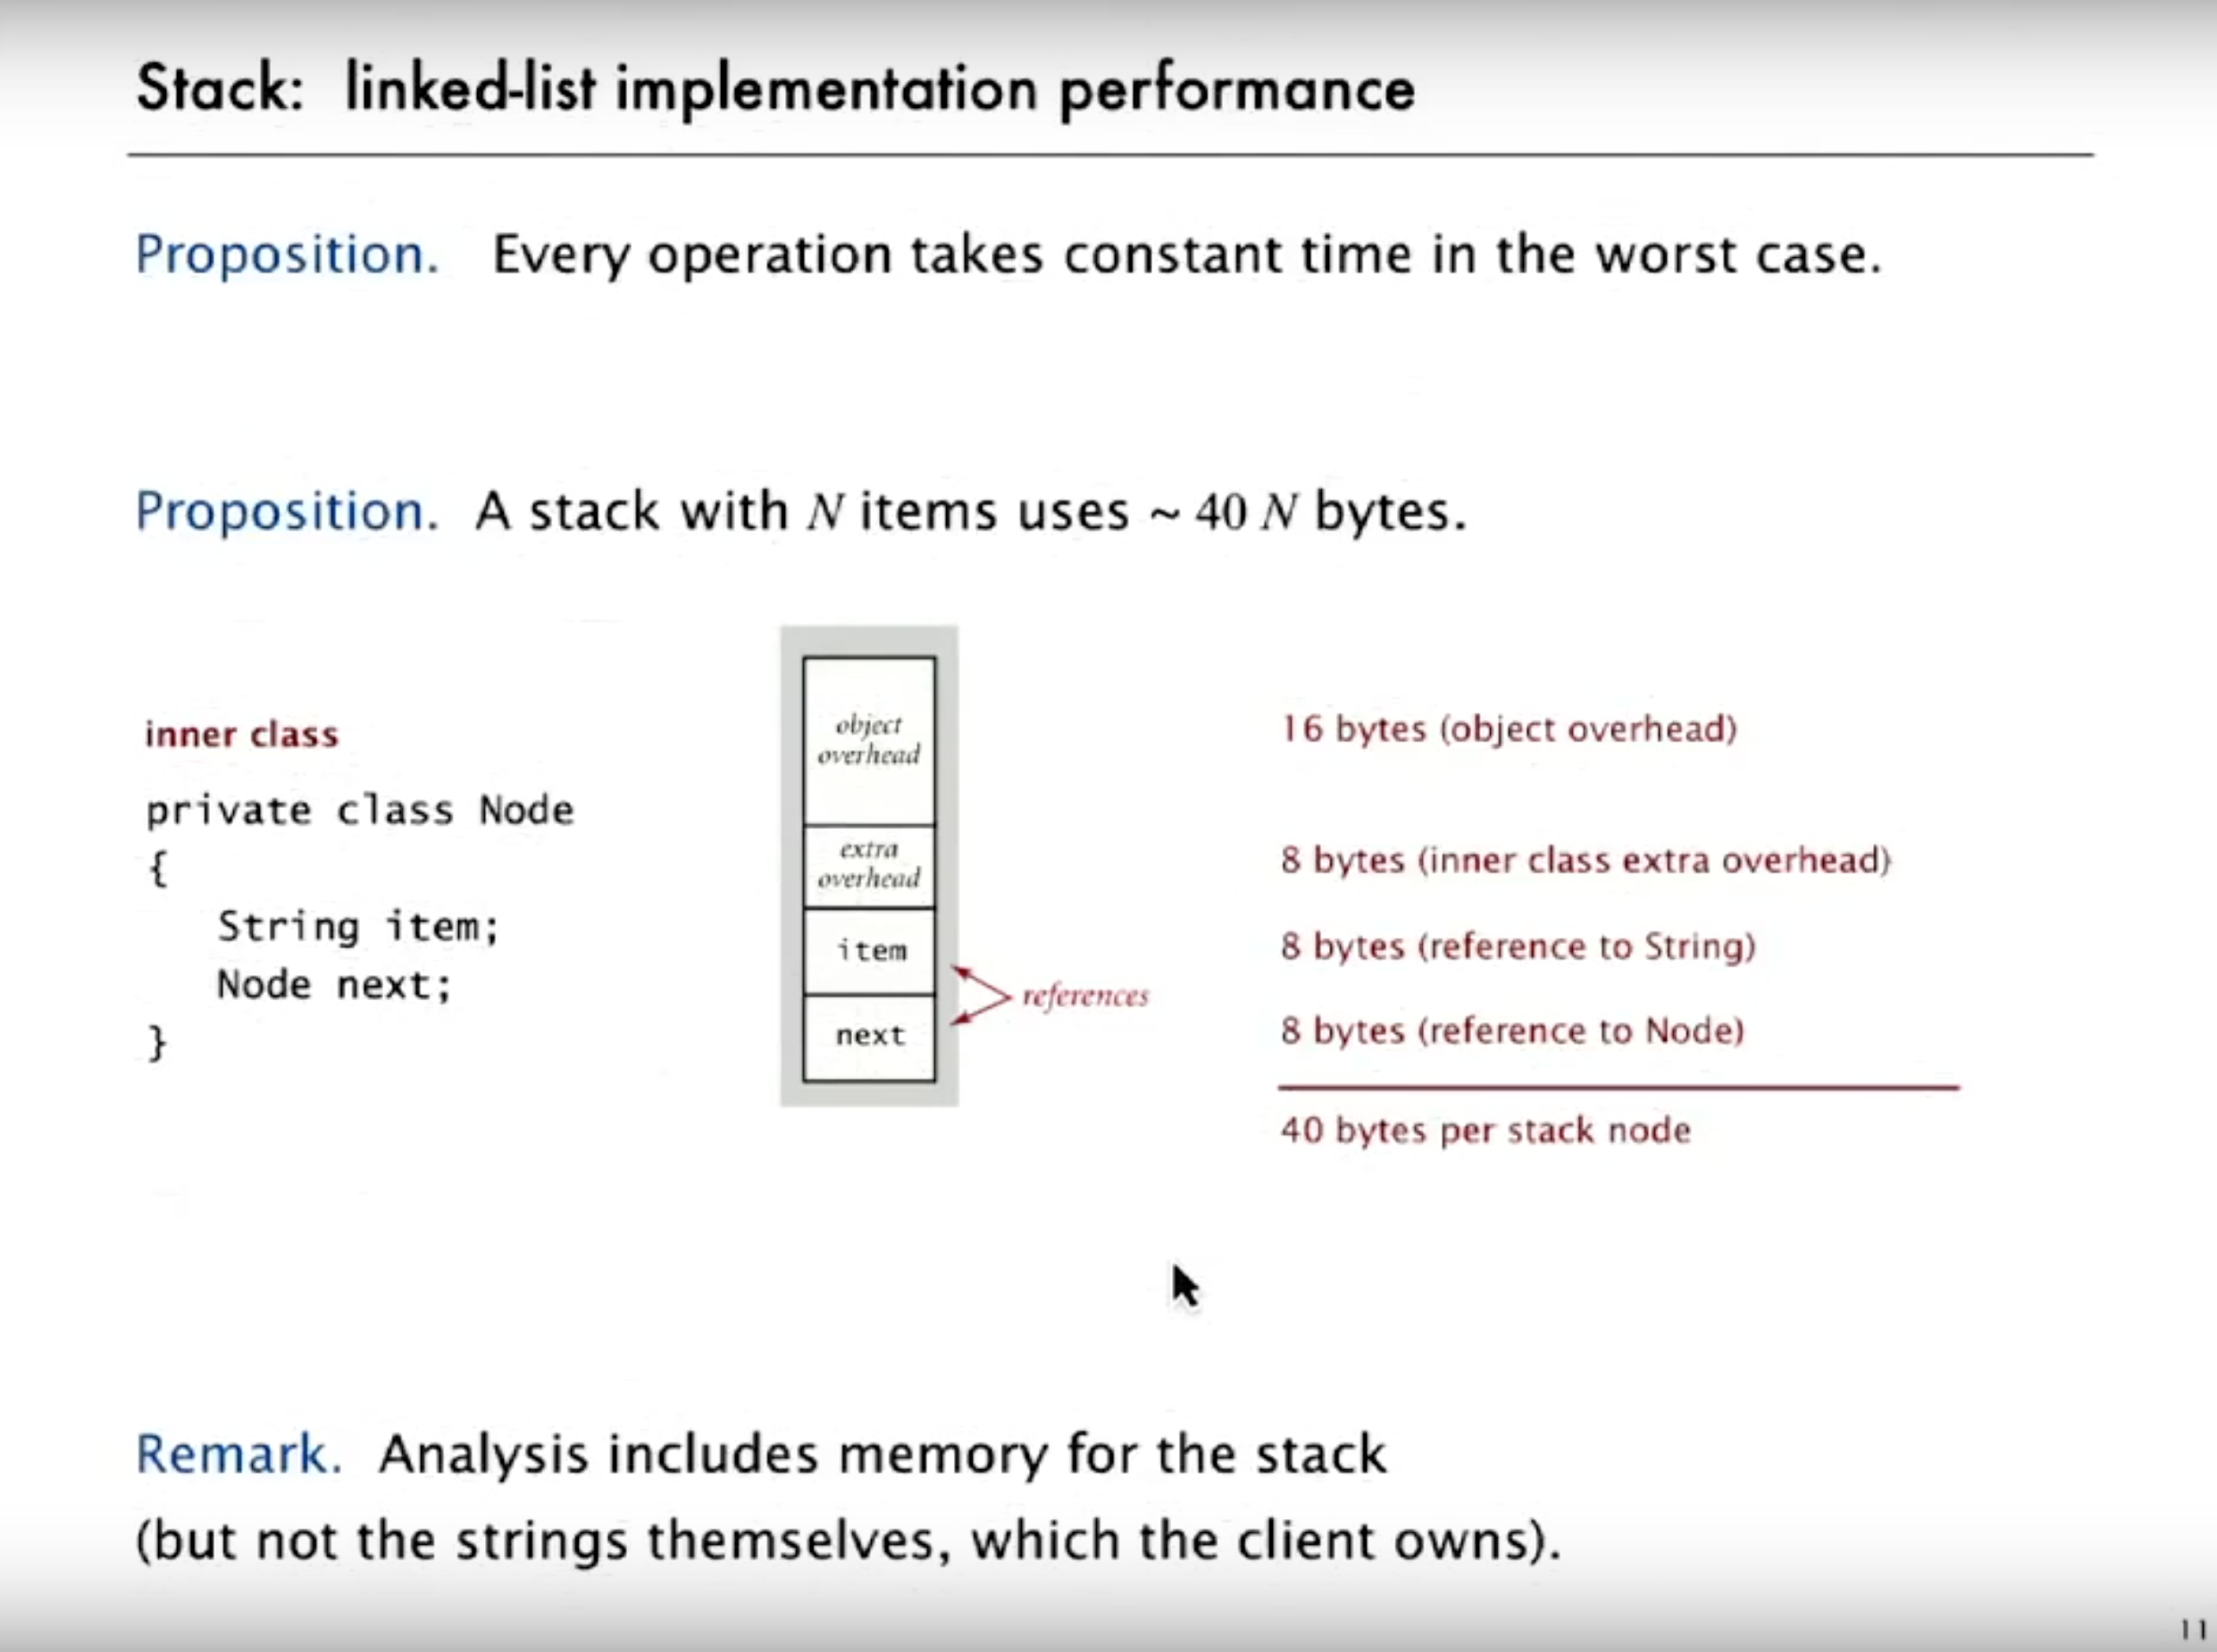 Stack: linked-list implementation performance
Proposition. Every operation takes constant time in the worst case.
Proposition. A stack with N items uses ~ 40 N bytes.
inner class
private class Node
{
String item;
Node next;
}
object
overhead
extra
overhead
item
next
references
16 bytes (object overhead)
8 bytes (inner class extra overhead)
8 bytes (reference to String)
8 bytes (reference to Node)
40 bytes per stack node
Remark. Analysis includes memory for the stack
(but not the strings themselves, which the client owns).
11